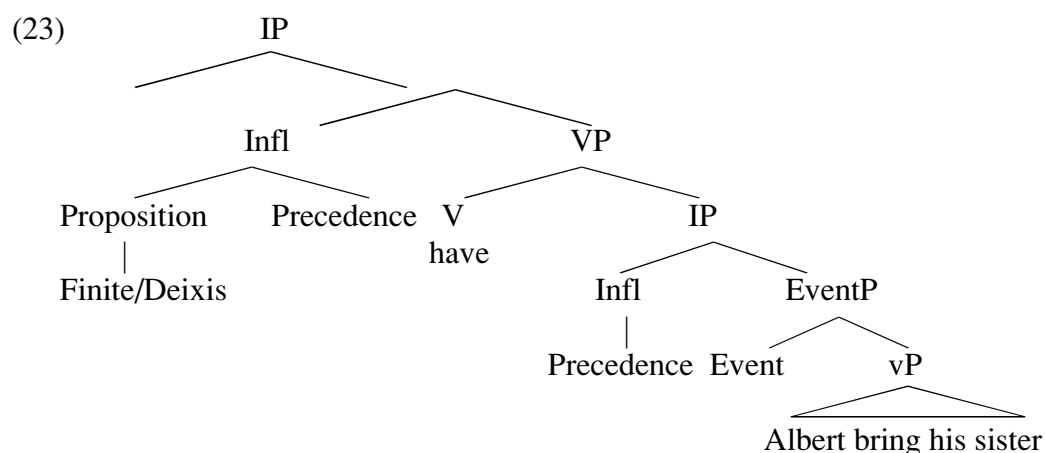 (23) IP
Infl VP
Proposition Precedence V IP
have
Finite/Deixis Infl EventP
Precedence Event vP
Albert bring his sister